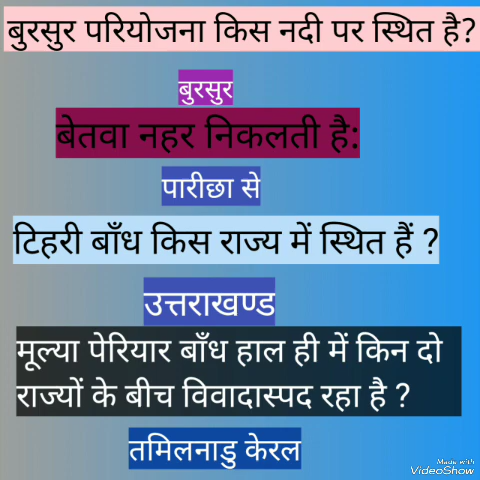 बुरसुर परियोजना किस नदी पर स्थित है?
बुरसुर
बेतवा नहर निकलती है:
पारीछा से
टिहरी बाँध किस राज्य में स्थित हैं ?
उत्तराखण्ड
मूल्या पेरियार बाँध हाल ही में किन दो
राज्यों के बीच विवादास्पद रहा है ?
तमिलनाडु केरल
Made with
VideoShow